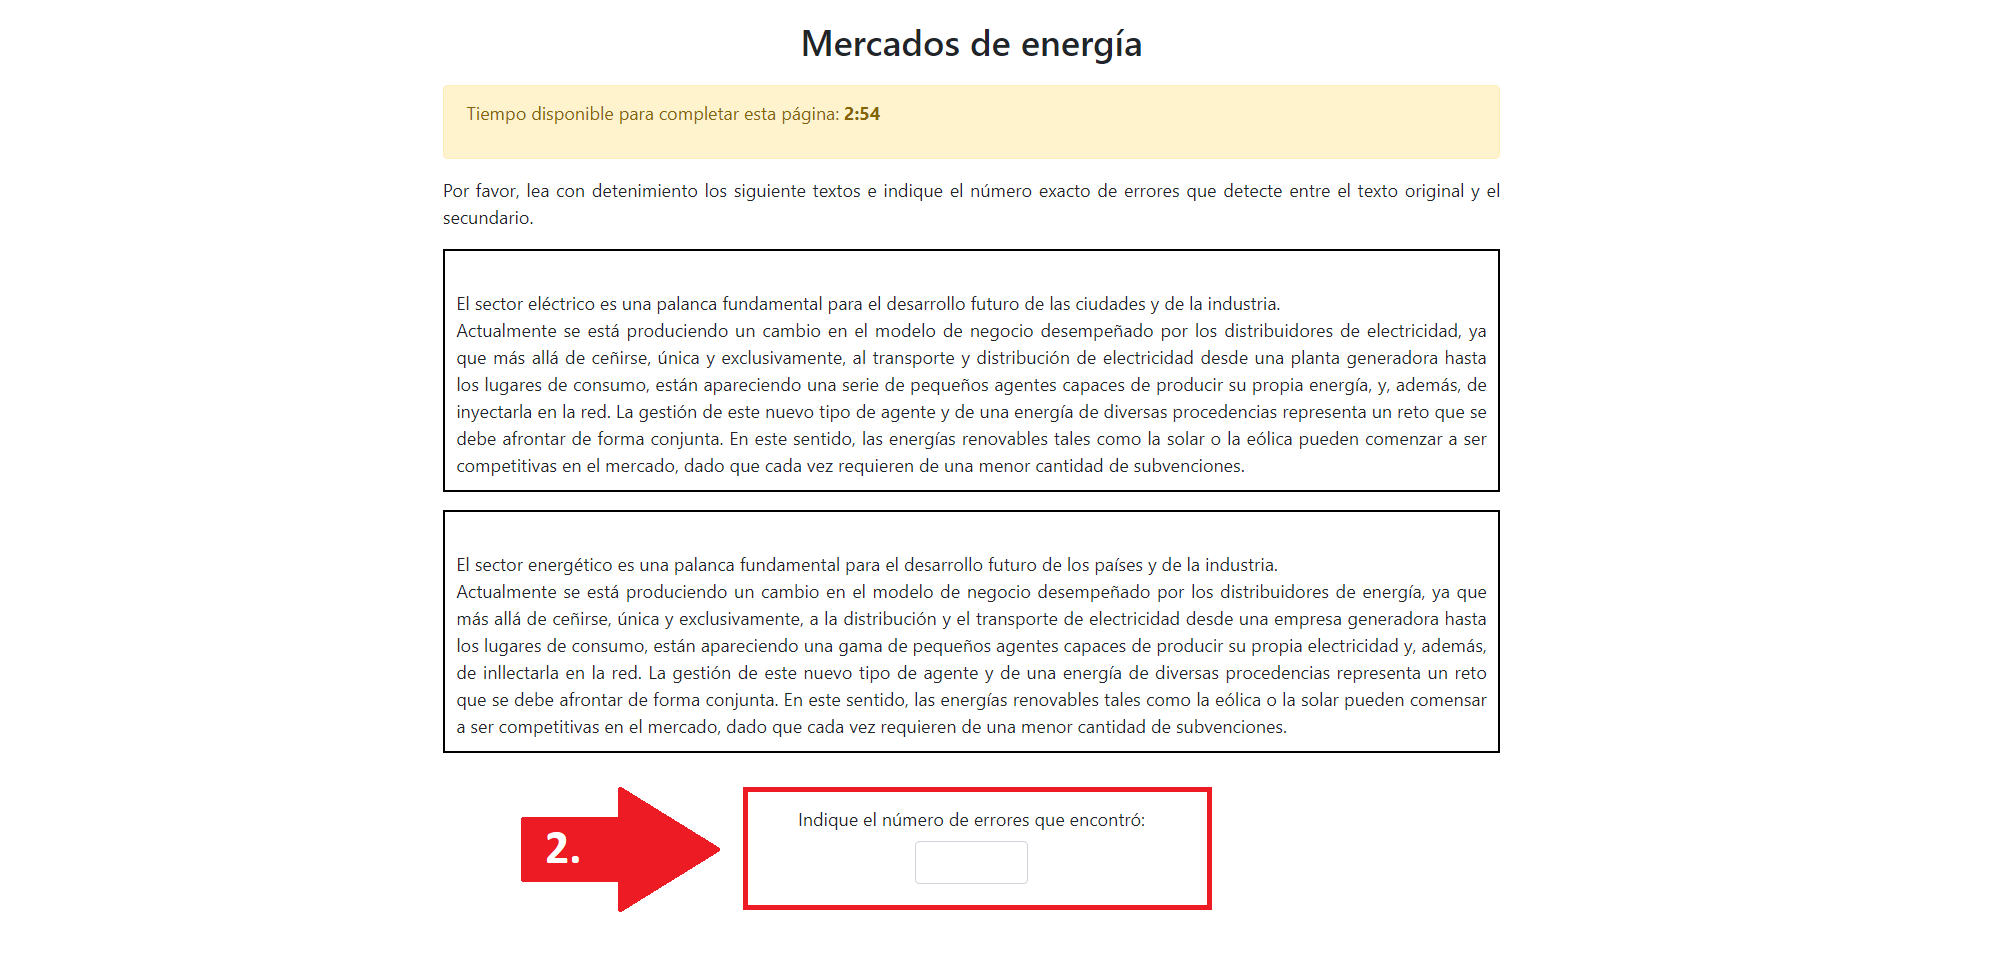 Mercados de energía
Tiempo disponible para completar esta página: 2:54
Por favor, lea con detenimiento los siguiente textos e indique el número exacto de errores que detecte entre el texto original y el
secundario.
El sector eléctrico es una palanca fundamental para el desarrollo futuro de las ciudades y de la industria.
Actualmente se está produciendo un cambio en el modelo de negocio desempeñado por los distribuidores de electricidad, ya
que más allá de ceñirse, única y exclusivamente, al transporte y distribución de electricidad desde una planta generadora hasta
los lugares de consumo, están apareciendo una serie de pequeños agentes capaces de producir su propia energía, y, además, de
inyectarla en la red. La gestión de este nuevo tipo de agente y de una energía de diversas procedencias representa un reto que se
debe afrontar de forma conjunta. En este sentido, las energías renovables tales como la solar o la eólica pueden comenzar a ser
competitivas en el mercado, dado que cada vez requieren de una menor cantidad de subvenciones.
El sector energético es una palanca fundamental para el desarrollo futuro de los países y de la industria.
Actualmente se está produciendo un cambio en el modelo de negocio desempeñado por los distribuidores de energía, ya que
más allá de ceñirse, única y exclusivamente, a la distribución y el transporte de electricidad desde una empresa generadora hasta
los lugares de consumo, están apareciendo una gama de pequeños agentes capaces de producir su propia electricidad y, además,
de inllectarla en la red. La gestión de este nuevo tipo de agente y de una energía de diversas procedencias representa un reto
que se debe afrontar de forma conjunta. En este sentido, las energías renovables tales como la eólica o la solar pueden comensar
a ser competitivas en el mercado, dado que cada vez requieren de una menor cantidad de subvenciones.
Indique el número de errores que encontró:
2.